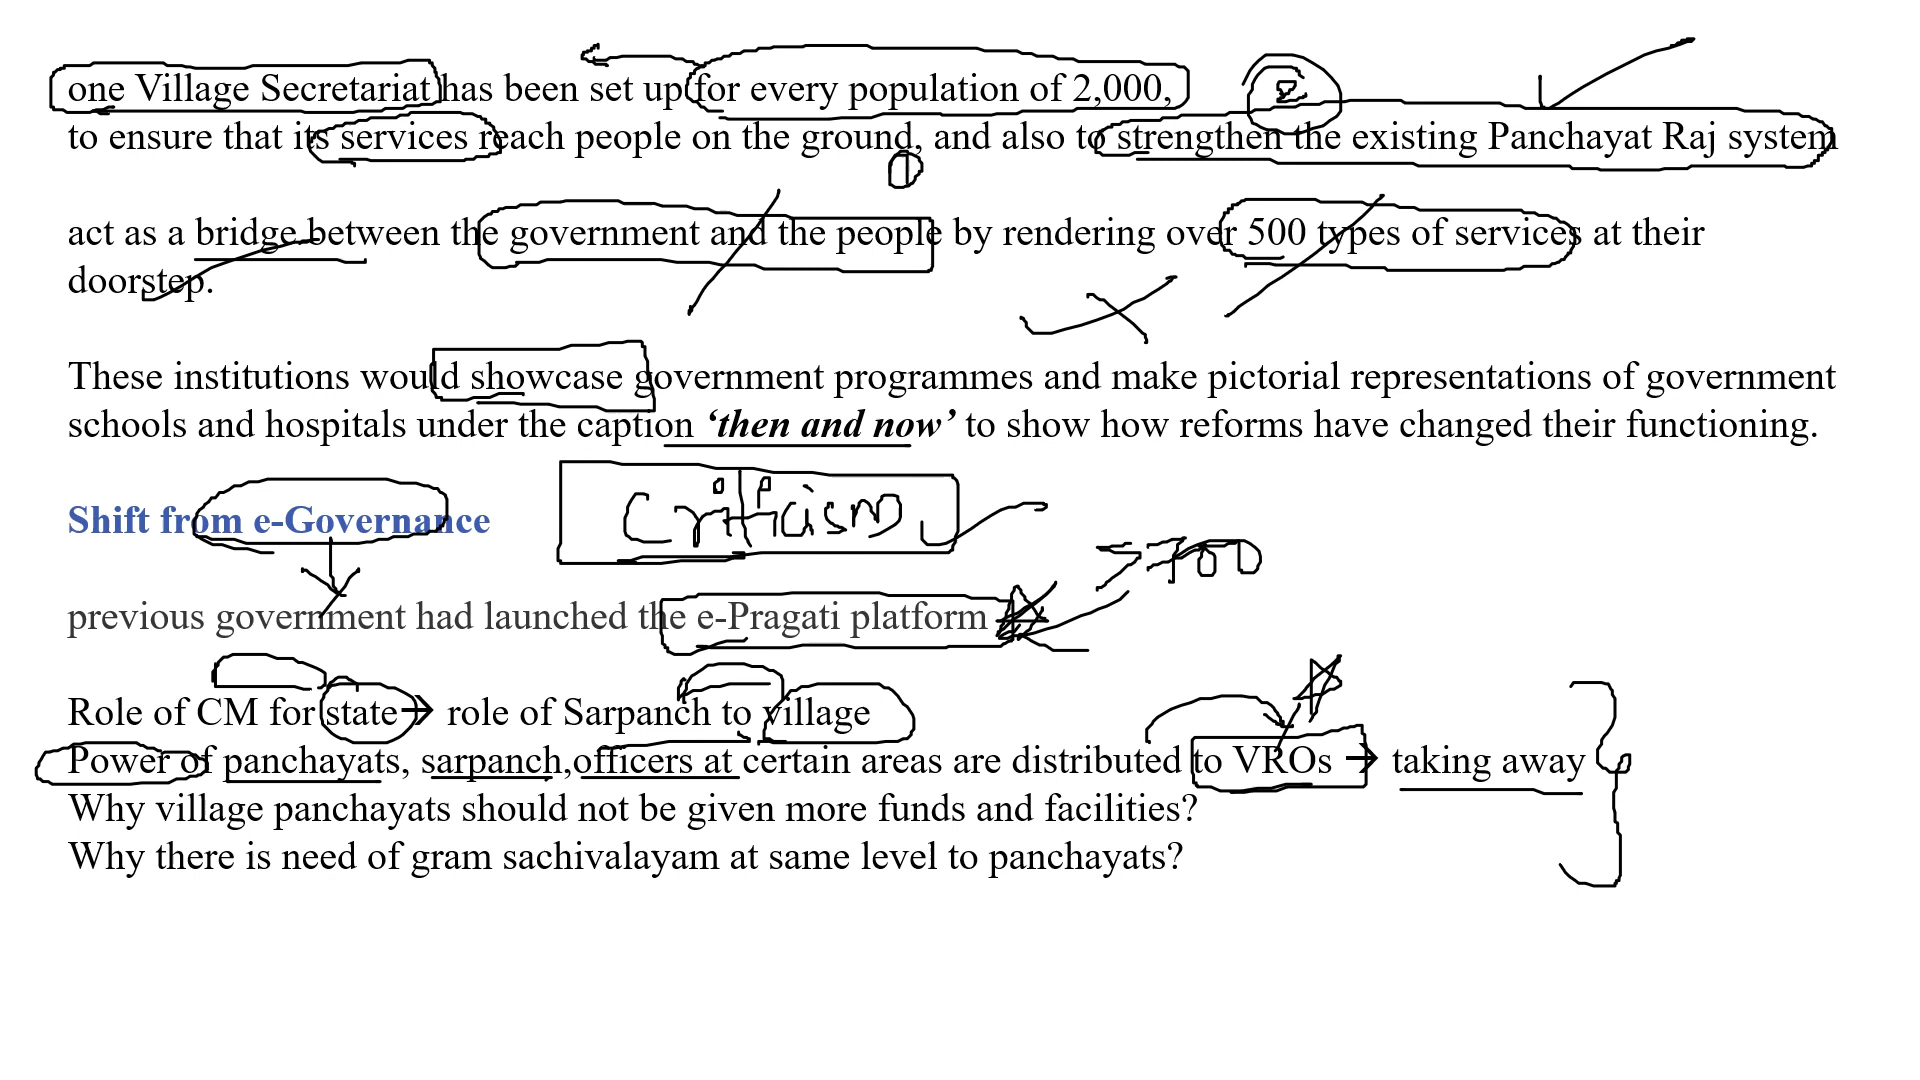 one Village Secretariat has been set up for every population of 2,000,
2
to ensure that its services reach people on the ground, and also to strengthen the existing Panchayat Raj system
1
act as a bridge between the government and the people by rendering over 500 types of services at their
doorstep.
These institutions would showcase government programmes and make pictorial representations of government
schools and hospitals under the caption ‘then and now’ to show how reforms have changed their functioning.
Shift from e-Governance
Criticism
700
previous government had launched the e-Pragati platform
Role of CM for state→ role of Sarpanch to village
Power of panchayats, sarpanch,officers at certain areas are distributed to VROs → taking away
Why village panchayats should not be given more funds and facilities?
Why there is need of gram sachivalayam at same level to panchayats?